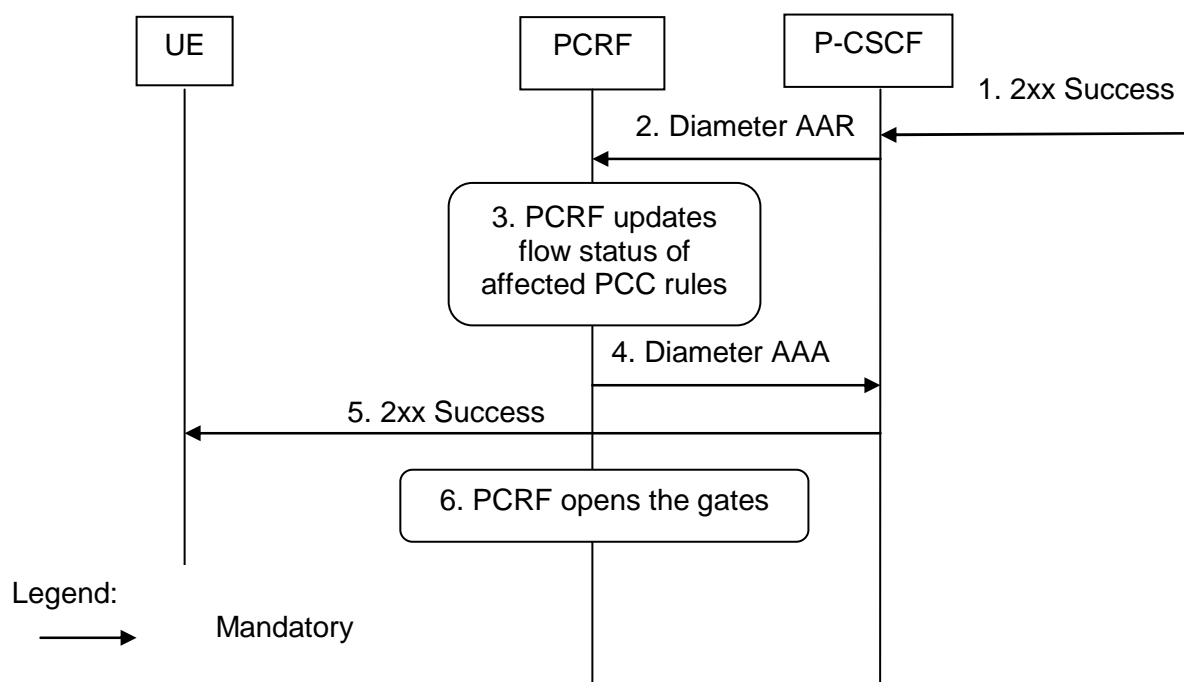 UE
PCRF
P-CSCF
1. 2xx Success
2. Diameter AAR
3. PCRF updates
flow status of
affected PCC rules
4. Diameter AAA
5. 2xx Success
6. PCRF opens the gates
Legend:
Mandatory